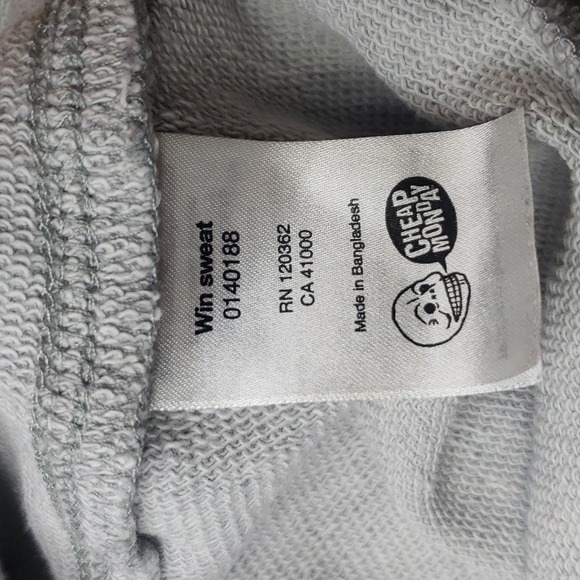 Win sweat
0140188
RN 120362
CA 41000
Made in Bangladesh
CHEAP
MONDAY